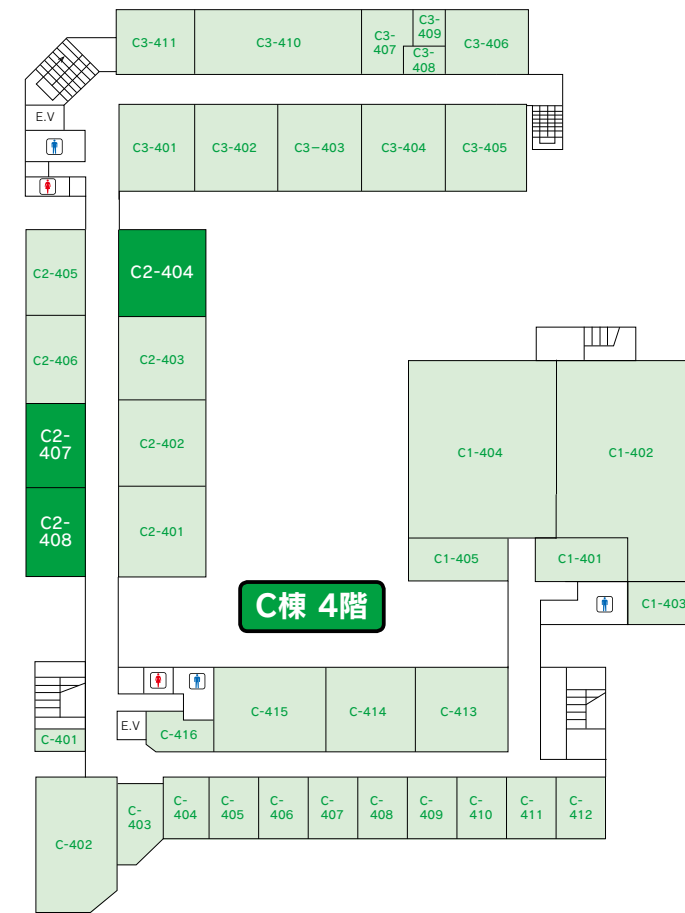 C3-411
C3-410
C3-
407
C3-
409
C3-
408
C3-406
E.V
C3-401
C3-402
C3−403
C3-404
C3-405
C2-405
C2-404
C2-406
C2-403
C2-
407
C2-402
C2-
408
C2-401
C1-404
C1-402
C1-405
C1-401
C1-403
C棟 4階
C-401
E.V
C-416
C-415
C-414
C-413
C-402
C-
403
C-
404
C-
405
C-
406
C-
407
C-
408
C-
409
C-
410
C-
411
C-
412